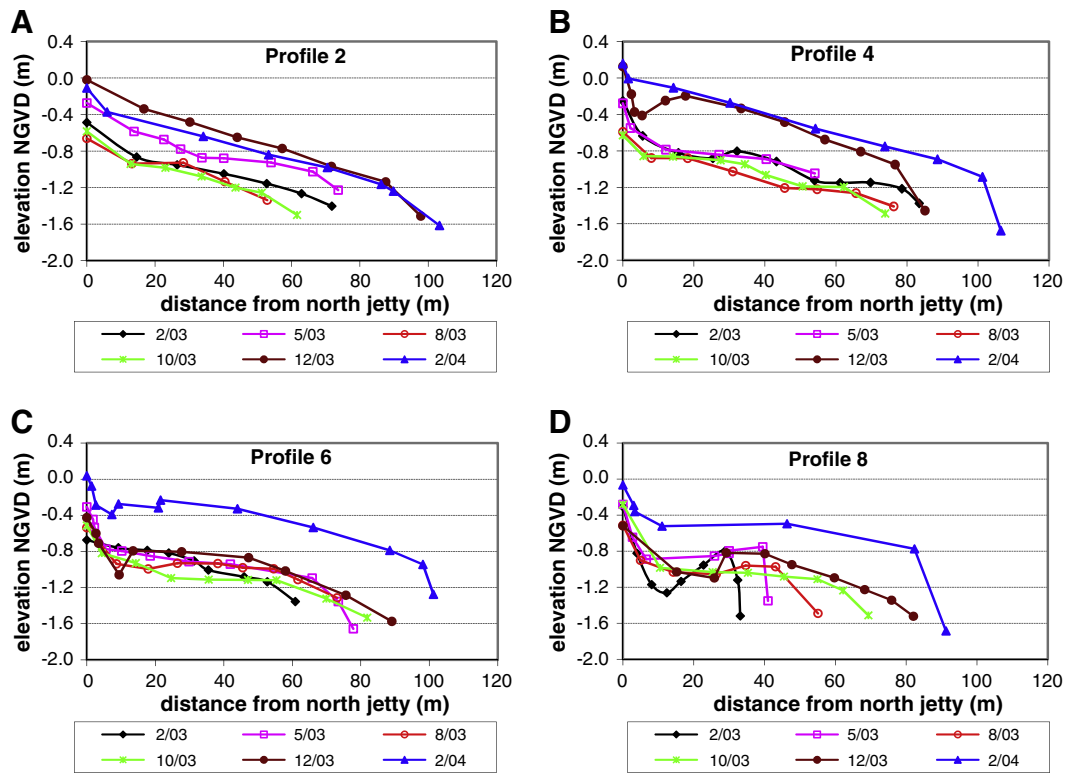 A
Profile 2
elevation NGVD (m)
0.4
0.0
-0.4
-0.8
-1.2
-1.6
-2.0
0 20 40 60 80 100 120
distance from north jetty (m)
2/03 5/03 8/03
10/03 12/03 2/04
B
Profile 4
elevation NGVD (m)
0.4
0.0
-0.4
-0.8
-1.2
-1.6
-2.0
0 20 40 60 80 100 120
distance from north jetty (m)
2/03 5/03 8/03
10/03 12/03 2/04
C
Profile 6
elevation NGVD (m)
0.4
0.0
-0.4
-0.8
-1.2
-1.6
-2.0
0 20 40 60 80 100 120
distance from north jetty (m)
2/03 5/03 8/03
10/03 12/03 2/04
D
Profile 8
elevation NGVD (m)
0.4
0.0
-0.4
-0.8
-1.2
-1.6
-2.0
0 20 40 60 80 100 120
distance from north jetty (m)
2/03 5/03 8/03
10/03 12/03 2/04